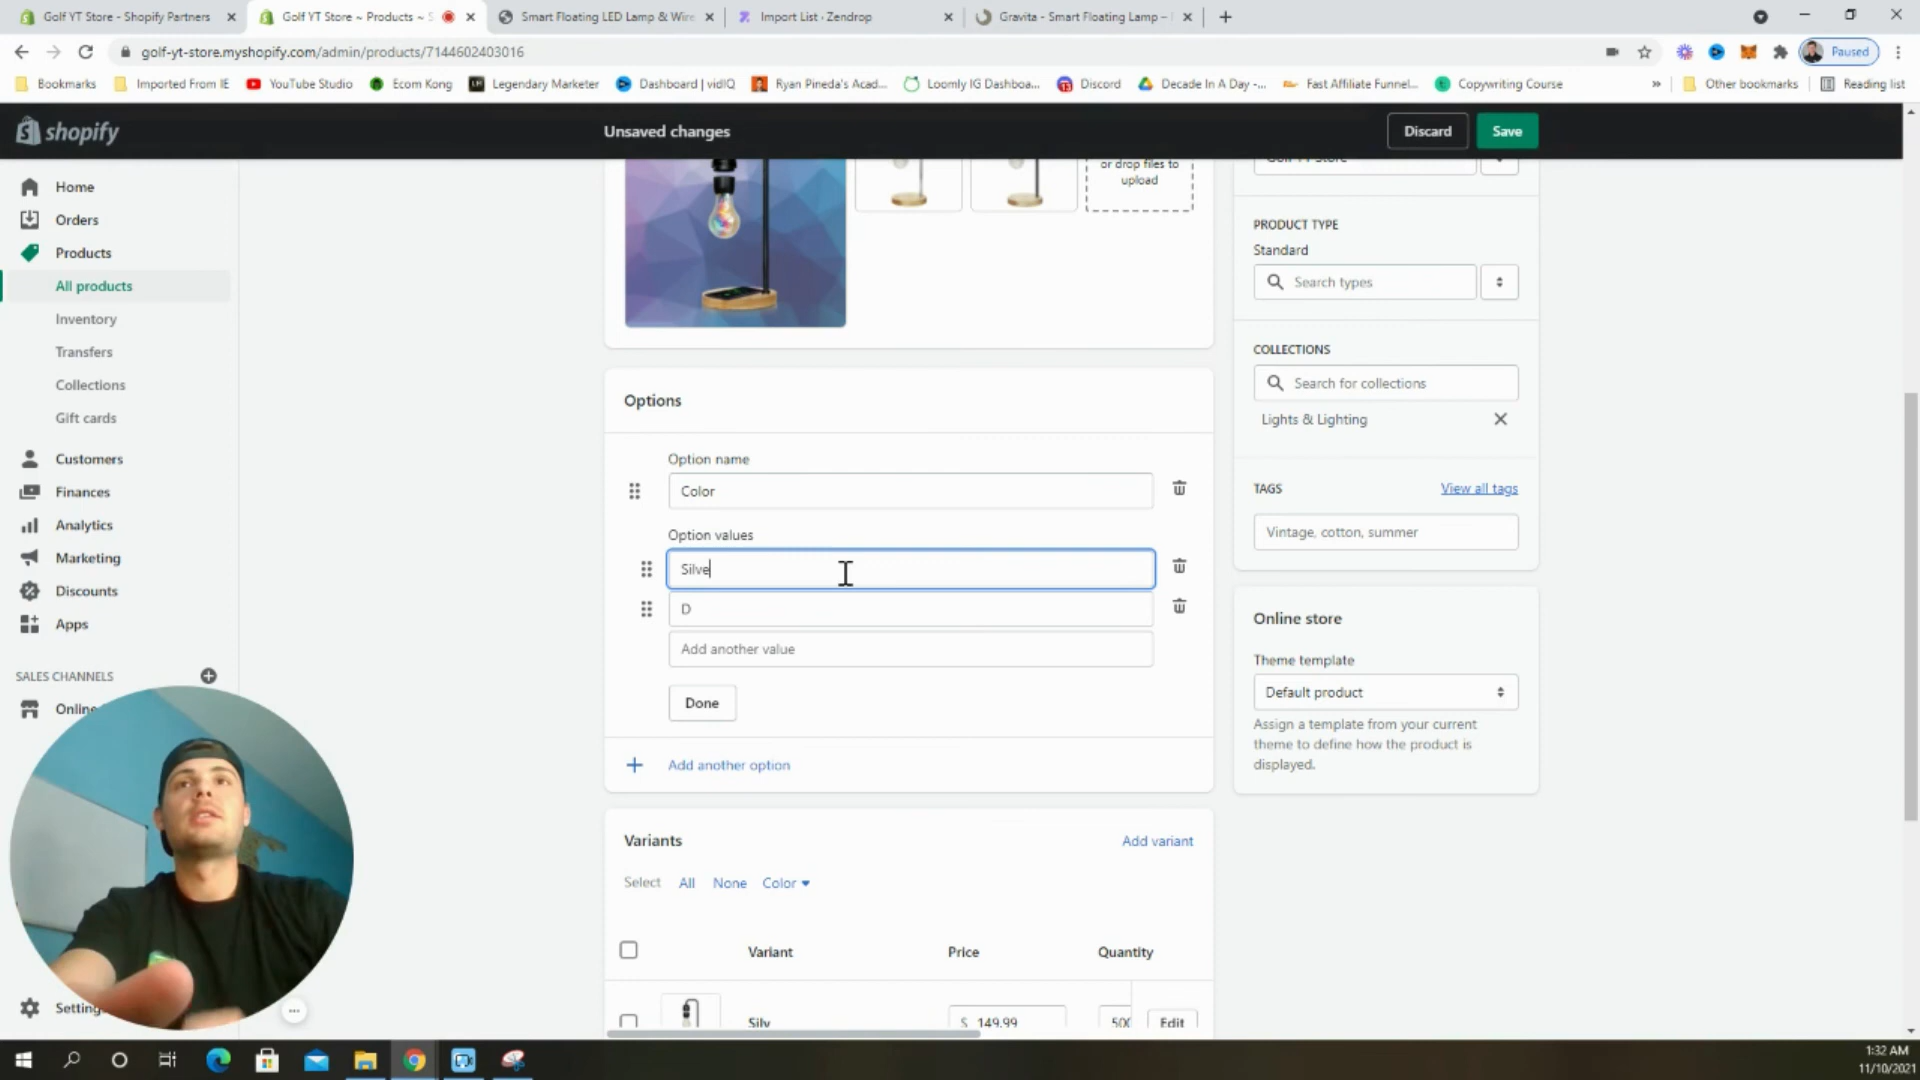 Golf YT Store - Shopify Partners
Golf YT Store ~ Products ~ S
Smart Floating LED Lamp & Wire
Import List · Zendrop
Gravita - Smart Floating Lamp –
golf-yt-store.myshopify.com/admin/products/7144602403016
Paused
Bookmarks
Imported From IE
YouTube Studio
Ecom Kong
Legendary Marketer
Dashboard | vidIQ
Ryan Pineda's Acad...
Loomly IG Dashboa...
Discord
Decade In A Day -...
Fast Affiliate Funnel...
Copywriting Course
»
Other bookmarks
Reading list
shopify
Unsaved changes
Discard
Save
Home
Orders
Products
All products
Inventory
Transfers
Collections
Gift cards
Customers
Finances
Analytics
Marketing
Discounts
Apps
SALES CHANNELS
Online
Settings
or drop files to
upload
Options
Option name
Color
Option values
Silve
D
Add another value
Done
Add another option
Variants
Add variant
Select
All
None
Color
Variant
Price
Quantity
Silv
$ 149.99
500
Edit
Golf YT Store
PRODUCT TYPE
Standard
Search types
COLLECTIONS
Search for collections
Lights & Lighting
TAGS
View all tags
Vintage, cotton, summer
Online store
Theme template
Default product
Assign a template from your current
theme to define how the product is
displayed.
1:32 AM
11/10/2021